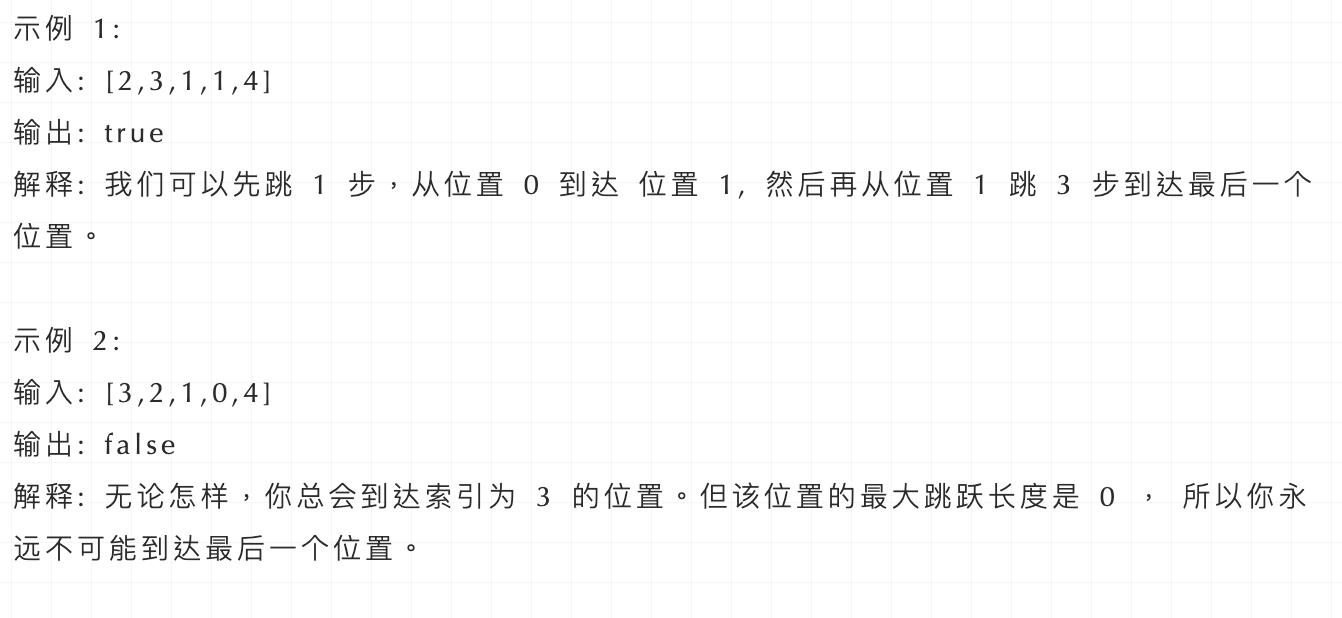 示例 1:
输入: [2,3,1,1,4]
输出: true
解释: 我们可以先跳 1 步，从位置 0 到达 位置 1, 然后再从位置 1 跳 3 步到达最后一个
位置。
示例 2:
输入: [3,2,1,0,4]
输出: false
解释: 无论怎样，你总会到达索引为 3 的位置。但该位置的最大跳跃长度是 0 ， 所以你永
远不可能到达最后一个位置。